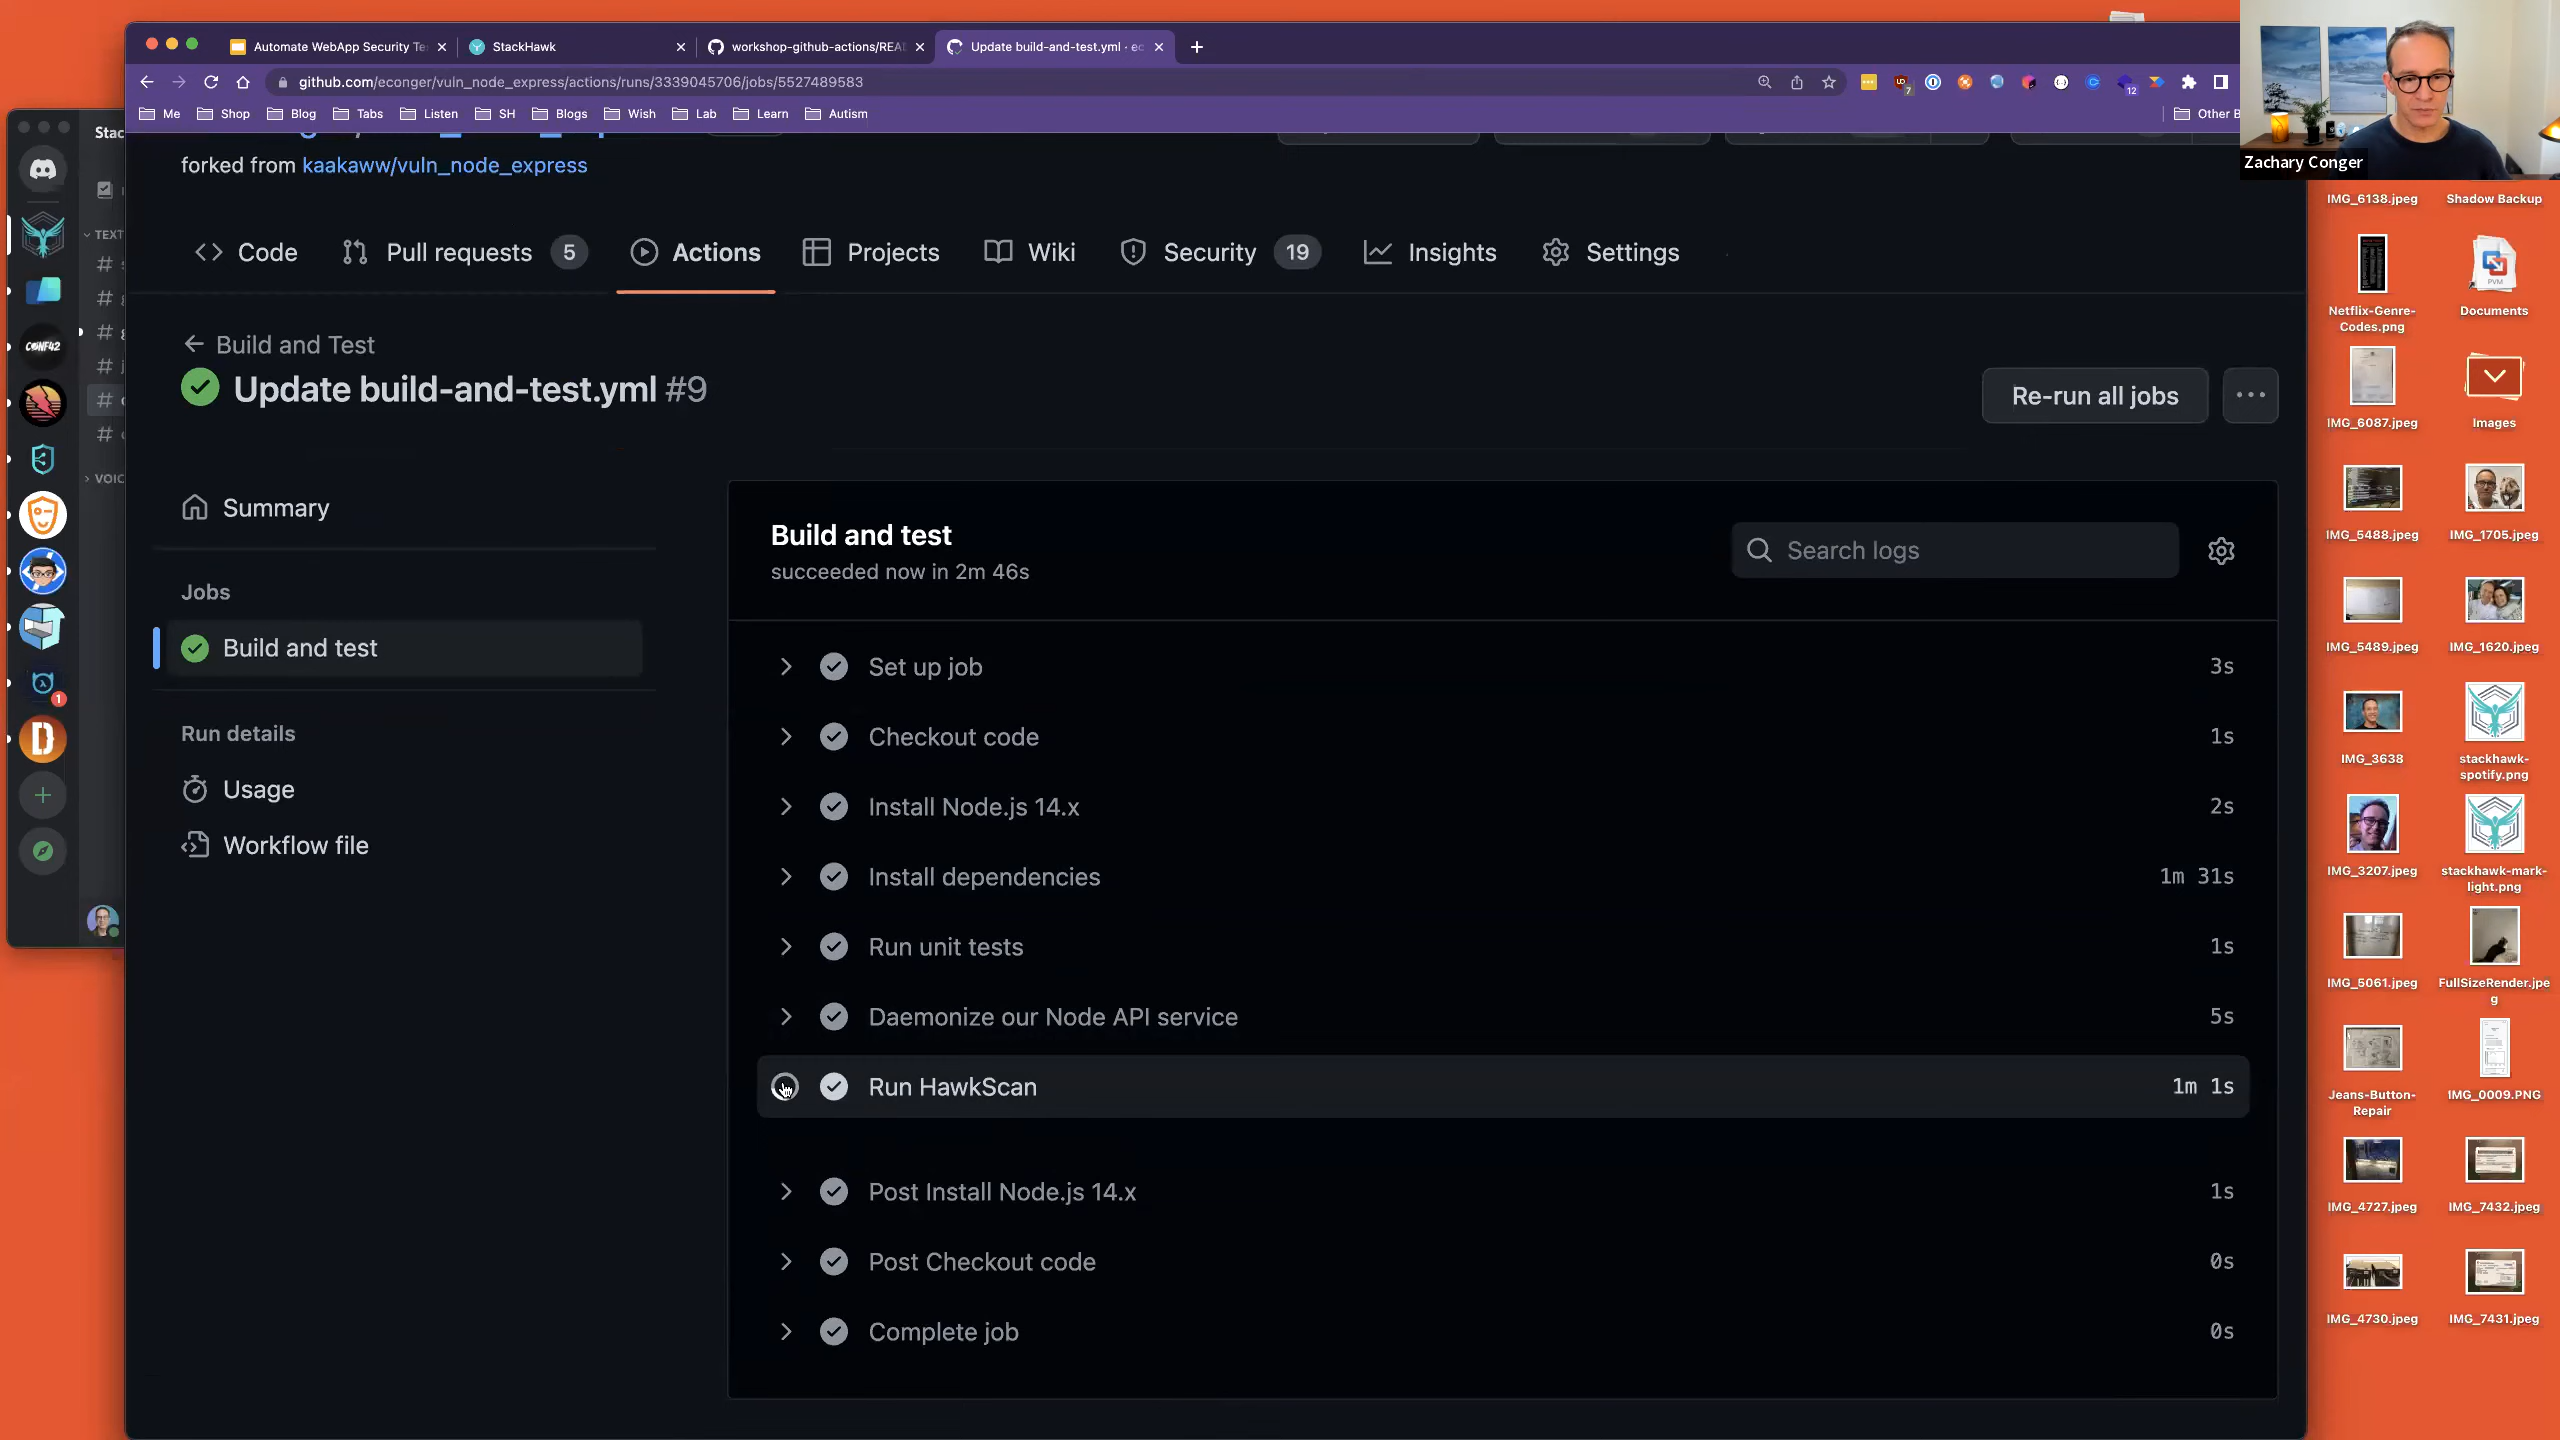 Automate WebApp Security Te
StackHawk
workshop-github-actions/REA
Update build-and-test.yml · ec
github.com/econger/vuln_node_express/actions/runs/3339045706/jobs/5527489583
7
12
Me
Shop
Blog
Tabs
Listen
SH
Blogs
Wish
Lab
Learn
Autism
Other B
Zachary Conger
Stac
TEXT
VOIC
CONF42
1
forked from kaakaww/vuln_node_express
Code
Pull requests 5
Actions
Projects
Wiki
Security 19
Insights
Settings
Build and Test
Update build-and-test.yml #9
Re-run all jobs
Summary
Jobs
Build and test
Run details
Usage
Workflow file
Build and test
succeeded now in 2m 46s
Search logs
Set up job 3s
Checkout code 1s
Install Node.js 14.x 2s
Install dependencies 1m 31s
Run unit tests 1s
Daemonize our Node API service 5s
Run HawkScan 1m 1s
Post Install Node.js 14.x 1s
Post Checkout code 0s
Complete job 0s
IMG_6138.jpeg
Shadow Backup
Netflix-Genre-
Codes.png
PVM
Documents
IMG_6087.jpeg
Images
IMG_5488.jpeg
IMG_1705.jpeg
IMG_5489.jpeg
IMG_1620.jpeg
IMG_3638
stackhawk-
spotify.png
IMG_3207.jpeg
stackhawk-mark-
light.png
IMG_5061.jpeg
FullSizeRender.jpe
g
Jeans-Button-
Repair
IMG_0009.PNG
IMG_4727.jpeg
IMG_7432.jpeg
IMG_4730.jpeg
IMG_7431.jpeg